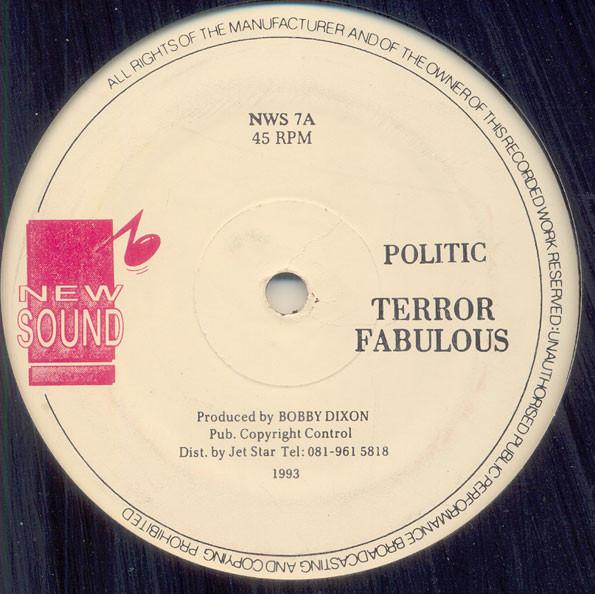 ALL RIGHTS OF THE MANUFACTURER AND OF THE OWNER OF THIS RECORDED WORK RESERVED : UNAUTHORISED PUBLIC PERFORMANCE BROADCASTING AND COPYING PROHIBITED
NWS 7A
45 RPM
NEW
SOUND
POLITIC
TERROR
FABULOUS
Produced by BOBBY DIXON
Pub. Copyright Control
Dist. by Jet Star Tel: 081-961 5818
1993